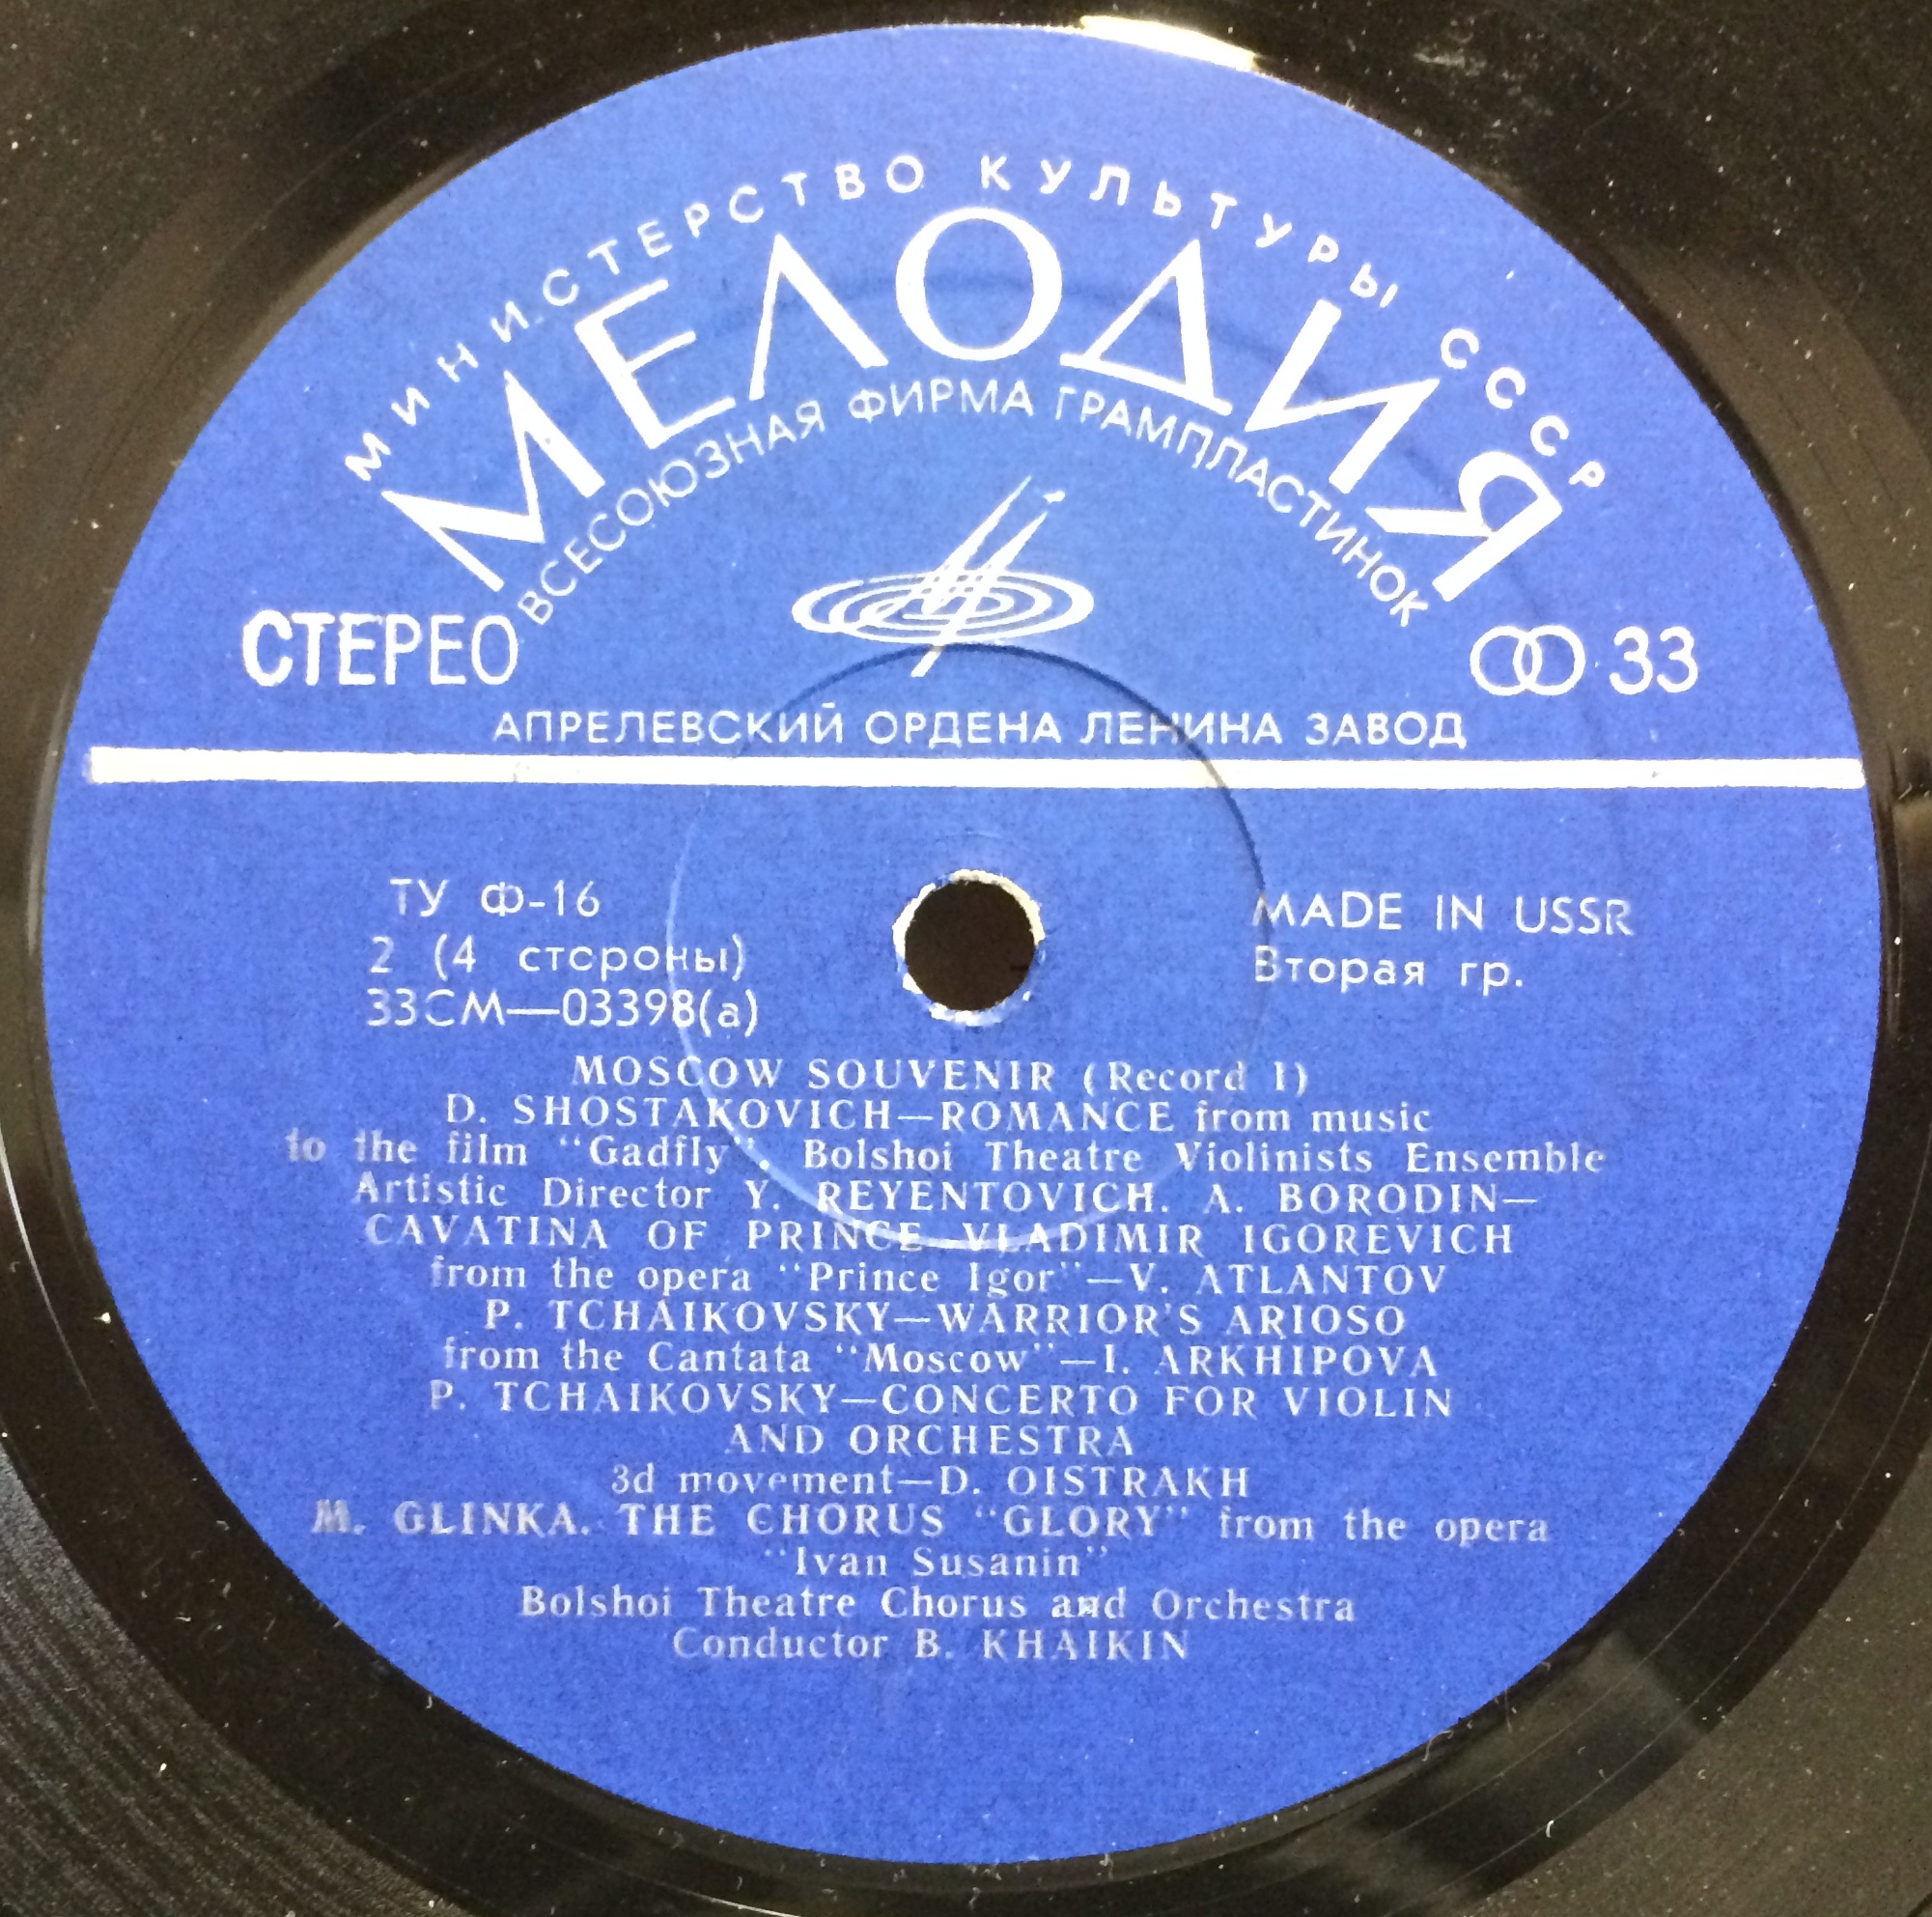 МИНИСТЕРСТВО КУЛЬТУРЫ СССР
МЕЛОДИЯ
ВСЕСОЮЗНАЯ ФИРМА ГРАМПЛАСТИНОК
СТЕРЕО
33
АПРЕЛЕВСКИЙ ОРДЕНА ЛЕНИНА ЗАВОД
ТУ Ф-16
2 (4 стороны)
33СМ—03398(а)
MADE IN USSR
Вторая гр.
MOSCOW SOUVENIR (Record I)
D. SHOSTAKOVICH—ROMANCE from music
to the film “Gadfly”. Bolshoi Theatre Violinists Ensemble
Artistic Director Y. REYENTOVICH. A. BORODIN—
CAVATINA OF PRINCE VLADIMIR IGOREVICH
from the opera “Prince Igor”—V. ATLANTOV
P. TCHAIKOVSKY—WARRIOR'S ARIOSO
from the Cantata “Moscow”—I. ARKHIPOVA
P. TCHAIKOVSKY—CONCERTO FOR VIOLIN
AND ORCHESTRA
3d movement—D. OISTRAKH
M. GLINKA. THE CHORUS “GLORY” from the opera
“Ivan Susanin”
Bolshoi Theatre Chorus and Orchestra
Conductor B. KHAIKIN